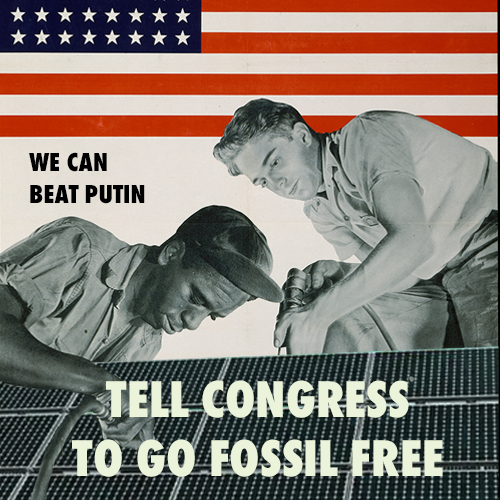 WE CAN
BEAT PUTIN
TELL CONGRESS
TO GO FOSSIL FREE